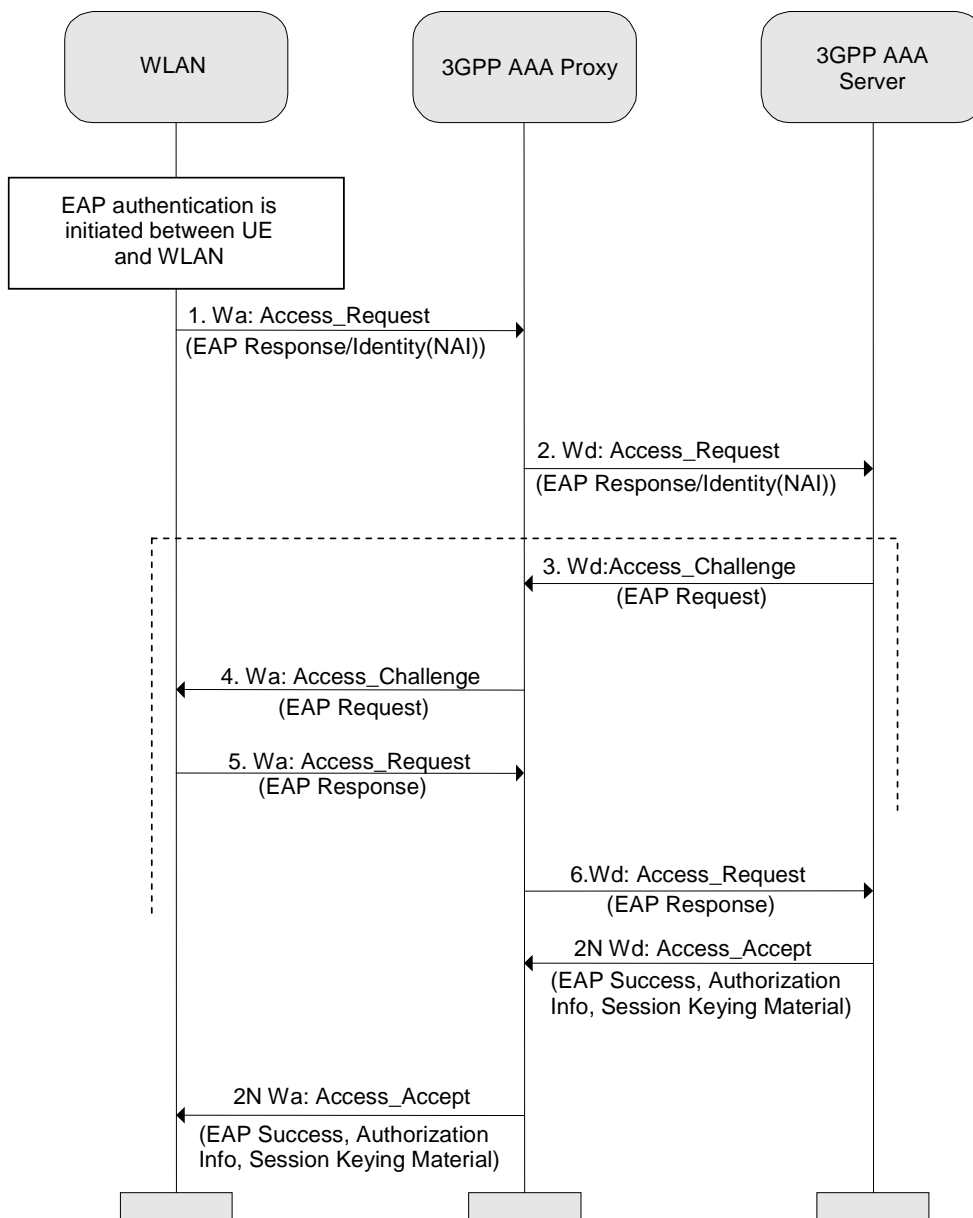 WLAN
3GPP AAA Proxy
3GPP AAA
Server
EAP authentication is
initiated between UE
and WLAN
1. Wa: Access_Request
(EAP Response/Identity(NAI))
2. Wd: Access_Request
(EAP Response/Identity(NAI))
3. Wd:Access_Challenge
(EAP Request)
4. Wa: Access_Challenge
(EAP Request)
5. Wa: Access_Request
(EAP Response)
6.Wd: Access_Request
(EAP Response)
2N Wd: Access_Accept
(EAP Success, Authorization
Info, Session Keying Material)
2N Wa: Access_Accept
(EAP Success, Authorization
Info, Session Keying Material)